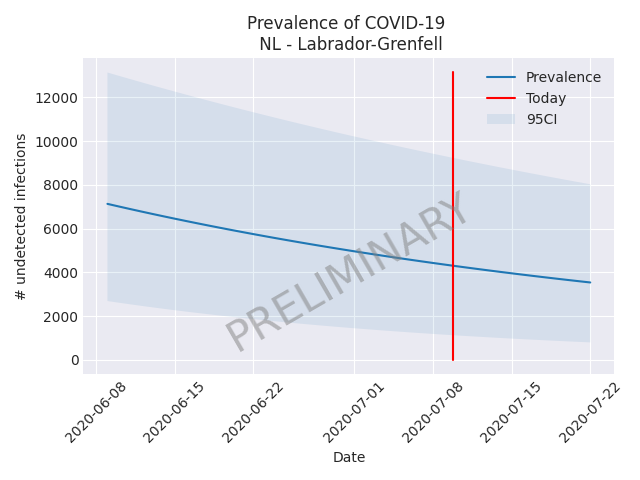 Prevalence of COVID-19
NL - Labrador-Grenfell
Prevalence
Today
95CI
# undetected infections
12000
10000
8000
6000
4000
2000
0
PRELIMINARY
2020-06-08
2020-06-15
2020-06-22
2020-07-01
2020-07-08
2020-07-15
2020-07-22
Date